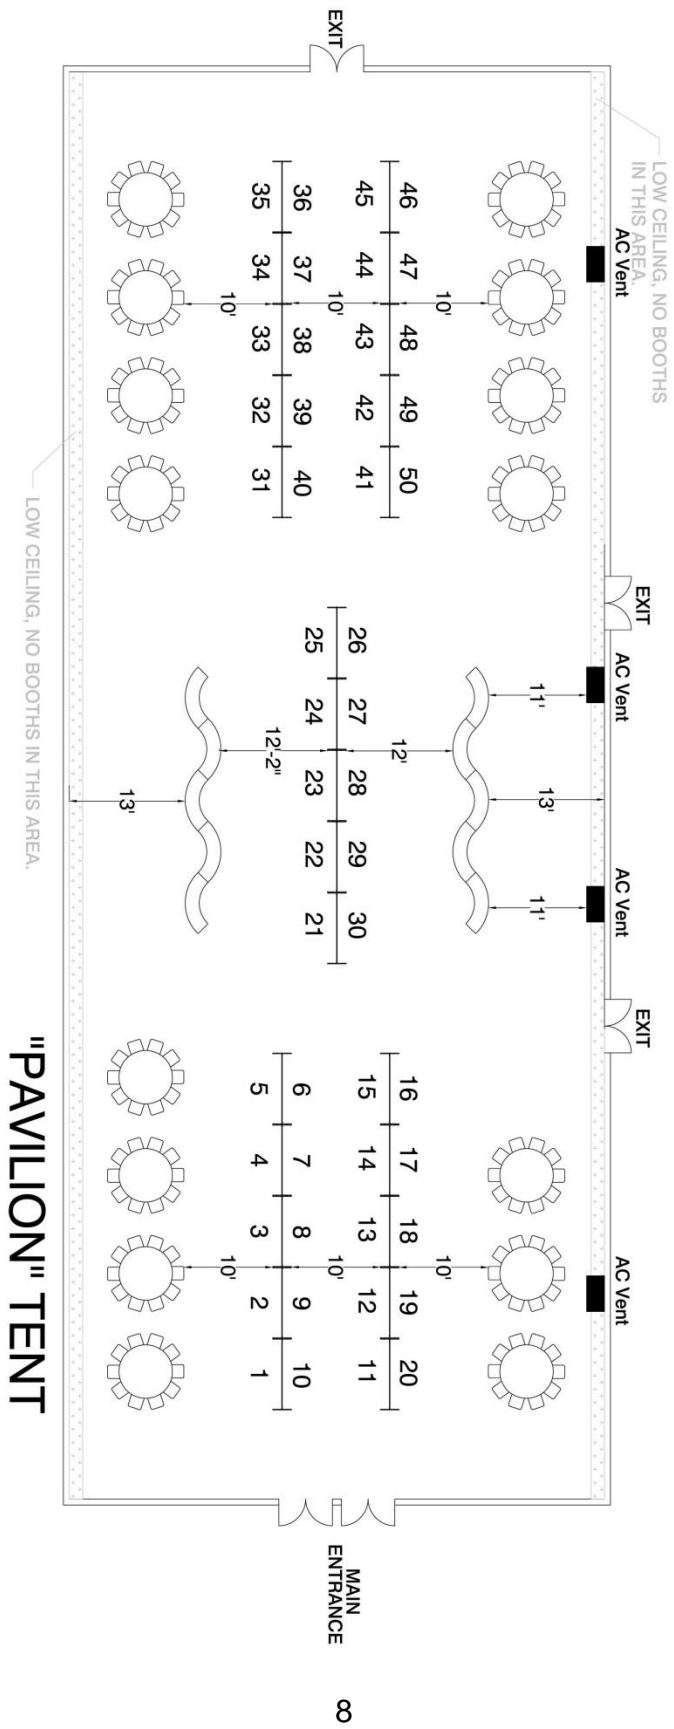 EXIT
LOW CEILING, NO BOOTHS
IN THIS AREA.
AC Vent
35 36 45 46
34 37 44 47
10' 10' 10'
33 38 43 48
32 39 42 49
31 40 41 50
LOW CEILING, NO BOOTHS IN THIS AREA.
EXIT
25 26
AC Vent
11'
24 27
12'-2" 12'
23 28
13' 13'
22 29
AC Vent
11'
21 30
EXIT
5 6 15 16
4 7 14 17
3 8 13 18
10' 10' 10'
AC Vent
2 9 12 19
1 10 11 20
"PAVILION" TENT
MAIN
ENTRANCE
8